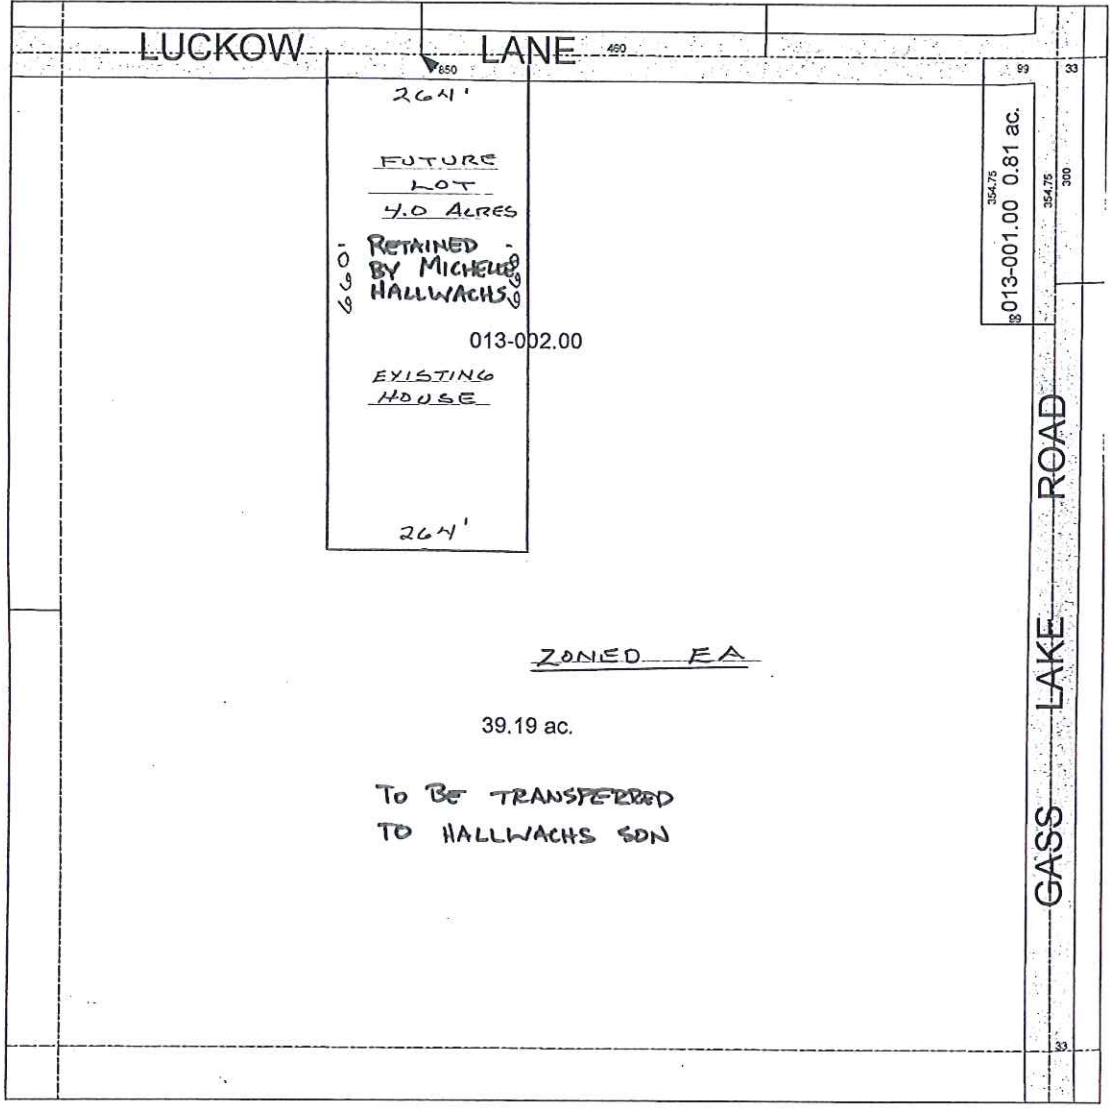 LUCKOW LANE
460
850
99
33
264'
FUTURE
LOT
4.0 ACRES
RETAINED
BY MICHELLE
HALLWACHS
660'
660'
013-002.00
EXISTING
HOUSE
264'
354.75
013-001.00 0.81 ac.
99
354.75
300
ZONED EA
39.19 ac.
TO BE TRANSFERRED
TO HALLWACHS SON
GASS LAKE ROAD
33